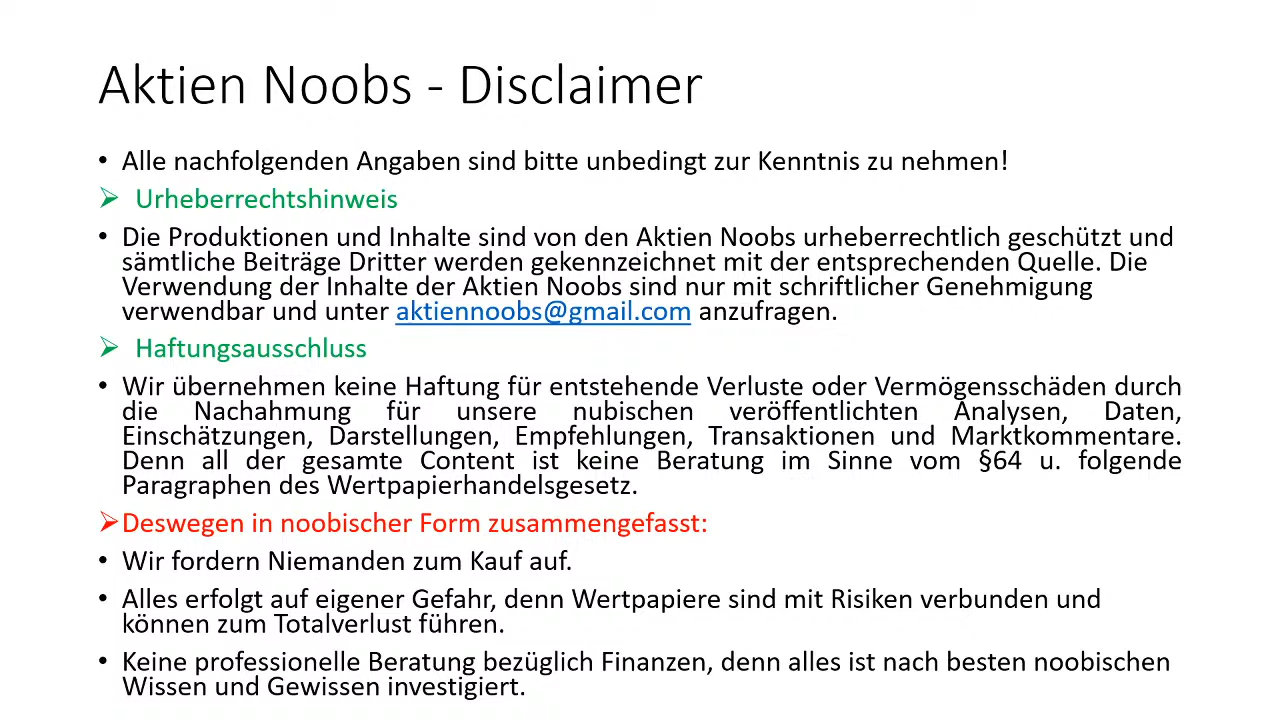 Aktien Noobs - Disclaimer
• Alle nachfolgenden Angaben sind bitte unbedingt zur Kenntnis zu nehmen!
➢ Urheberrechtshinweis
• Die Produktionen und Inhalte sind von den Aktien Noobs urheberrechtlich geschützt und
sämtliche Beiträge Dritter werden gekennzeichnet mit der entsprechenden Quelle. Die
Verwendung der Inhalte der Aktien Noobs sind nur mit schriftlicher Genehmigung
verwendbar und unter aktiennoobs@gmail.com anzufragen.
➢ Haftungsausschluss
• Wir übernehmen keine Haftung für entstehende Verluste oder Vermögensschäden durch
die Nachahmung für unsere nubischen veröffentlichten Analysen, Daten,
Einschätzungen, Darstellungen, Empfehlungen, Transaktionen und Marktkommentare.
Denn all der gesamte Content ist keine Beratung im Sinne vom §64 u. folgende
Paragraphen des Wertpapierhandelsgesetz.
➢Deswegen in noobischer Form zusammengefasst:
• Wir fordern Niemanden zum Kauf auf.
• Alles erfolgt auf eigener Gefahr, denn Wertpapiere sind mit Risiken verbunden und
können zum Totalverlust führen.
• Keine professionelle Beratung bezüglich Finanzen, denn alles ist nach besten noobischen
Wissen und Gewissen investigiert.